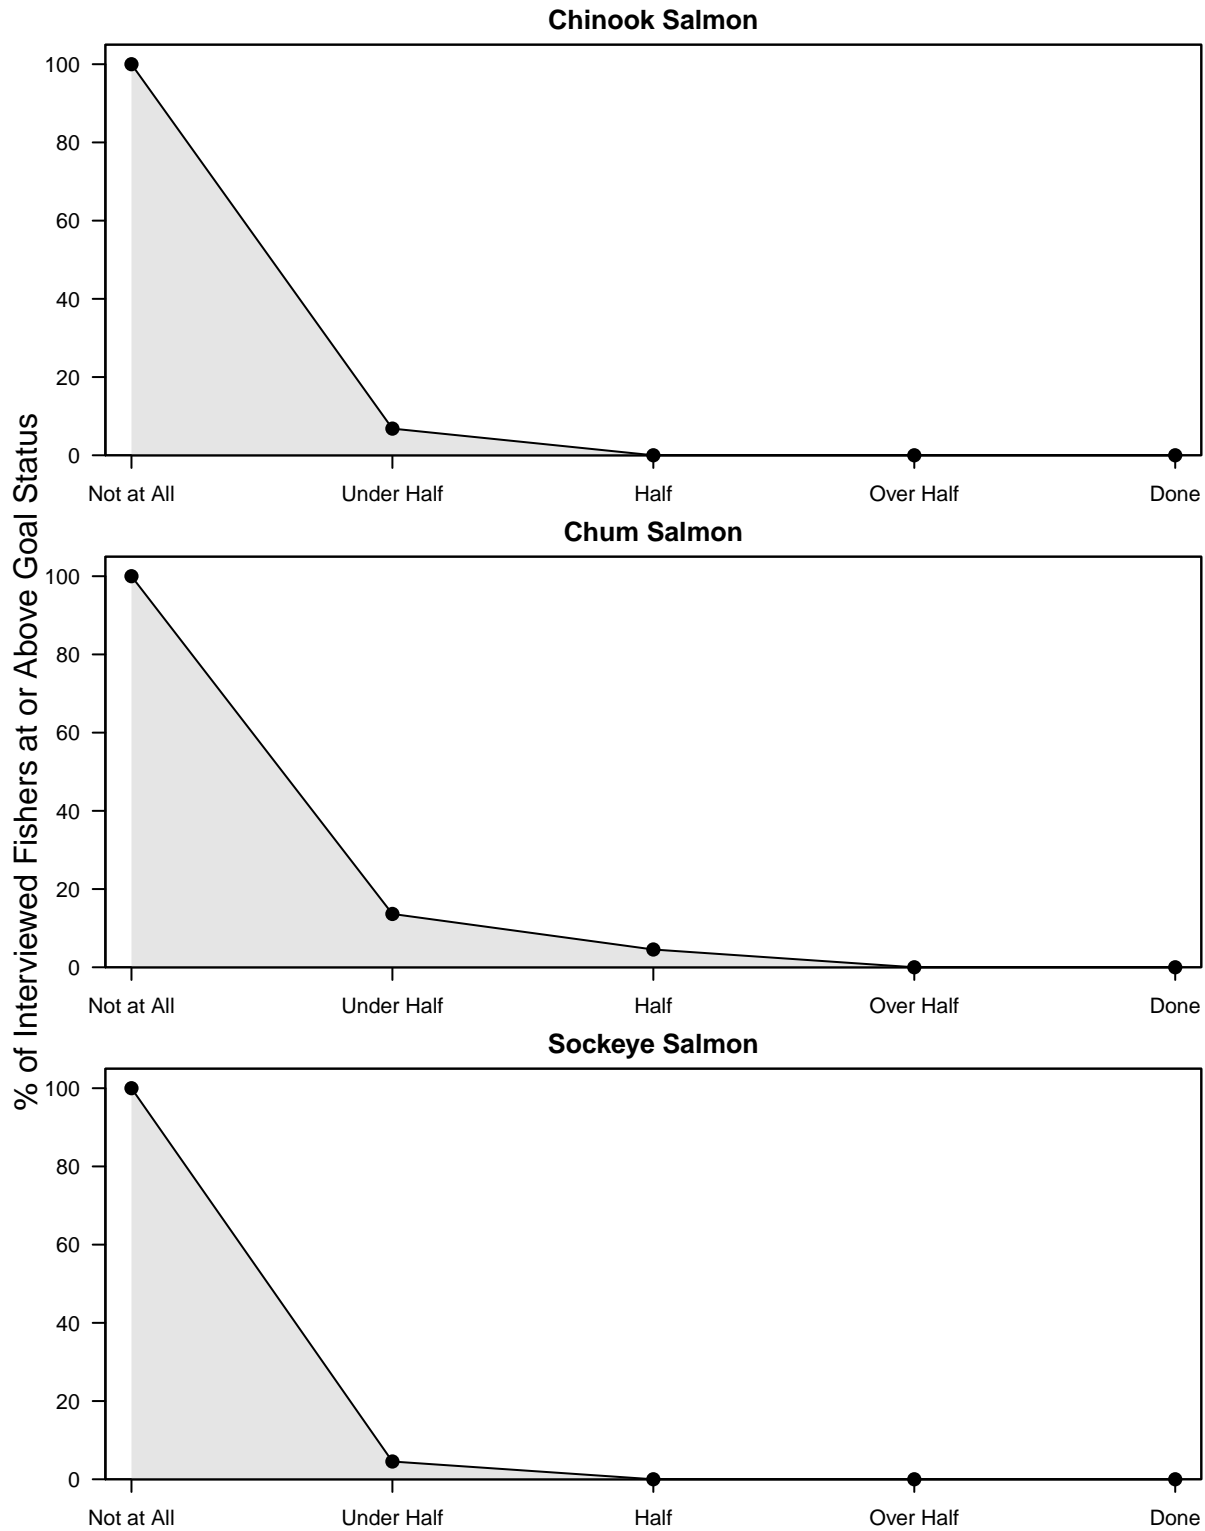 % of Interviewed Fishers at or Above Goal Status
Chinook Salmon
100
80
60
40
20
0
Not at All Under Half Half Over Half Done
Chum Salmon
100
80
60
40
20
0
Not at All Under Half Half Over Half Done
Sockeye Salmon
100
80
60
40
20
0
Not at All Under Half Half Over Half Done